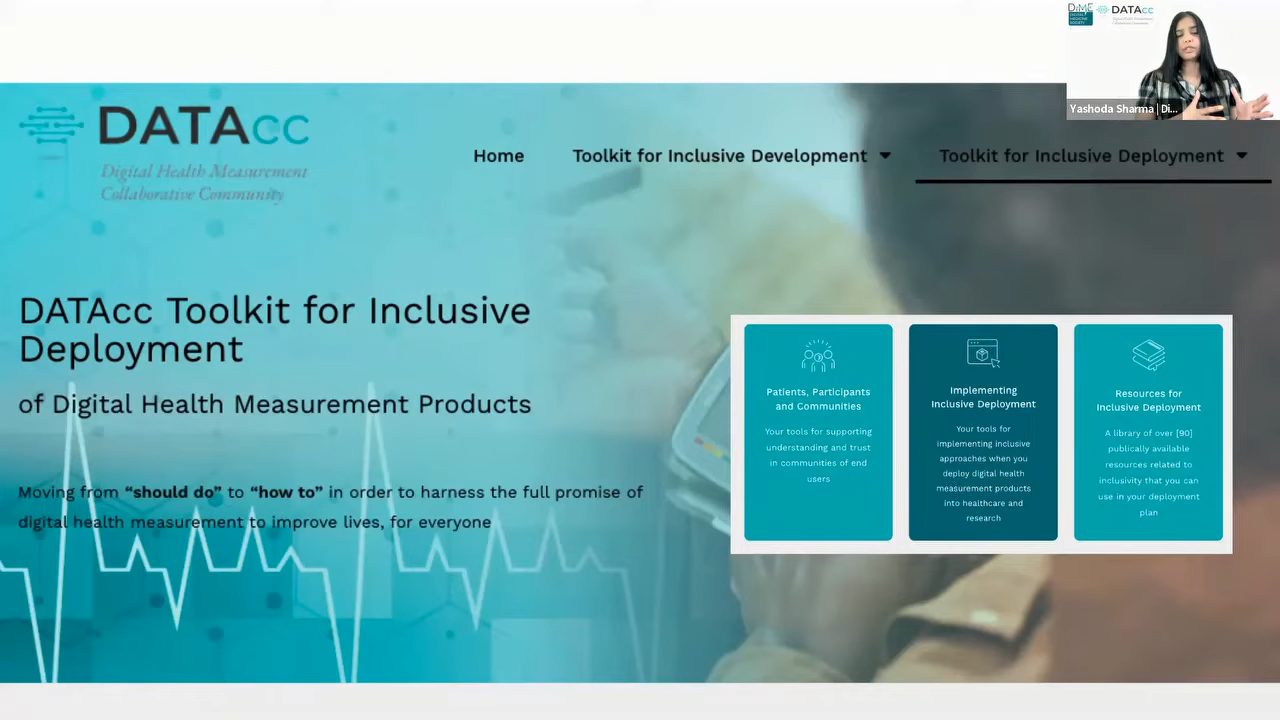 DiME
DIGITAL
MEDICINE
SOCIETY
DATAcc
Yashoda Sharma | Di...
DATAcc
Digital Health Measurement
Collaborative Community
Home
Toolkit for Inclusive Development
Toolkit for Inclusive Deployment
DATAcc Toolkit for Inclusive
Deployment
of Digital Health Measurement Products
Moving from “should do” to “how to” in order to harness the full promise of
digital health measurement to improve lives, for everyone
Patients, Participants
and Communities
Your tools for supporting
understanding and trust
in communities of end
users
Implementing
Inclusive Deployment
Your tools for
implementing inclusive
approaches when you
deploy digital health
measurement products
into healthcare and
research
Resources for
Inclusive Deployment
A library of over [90]
publically available
resources related to
inclusivity that you can
use in your deployment
plan